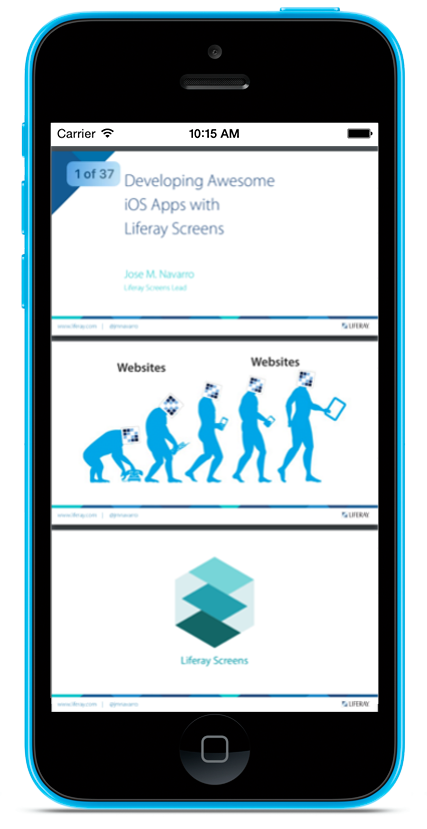 Carrier 10:15 AM
1 of 37
Developing Awesome
iOS Apps with
Liferay Screens
Jose M. Navarro
Liferay Screens Lead
www.liferay.com | @jmnavarro LIFERAY
Websites Websites
www.liferay.com | @jmnavarro LIFERAY
Liferay Screens
www.liferay.com | @jmnavarro LIFERAY